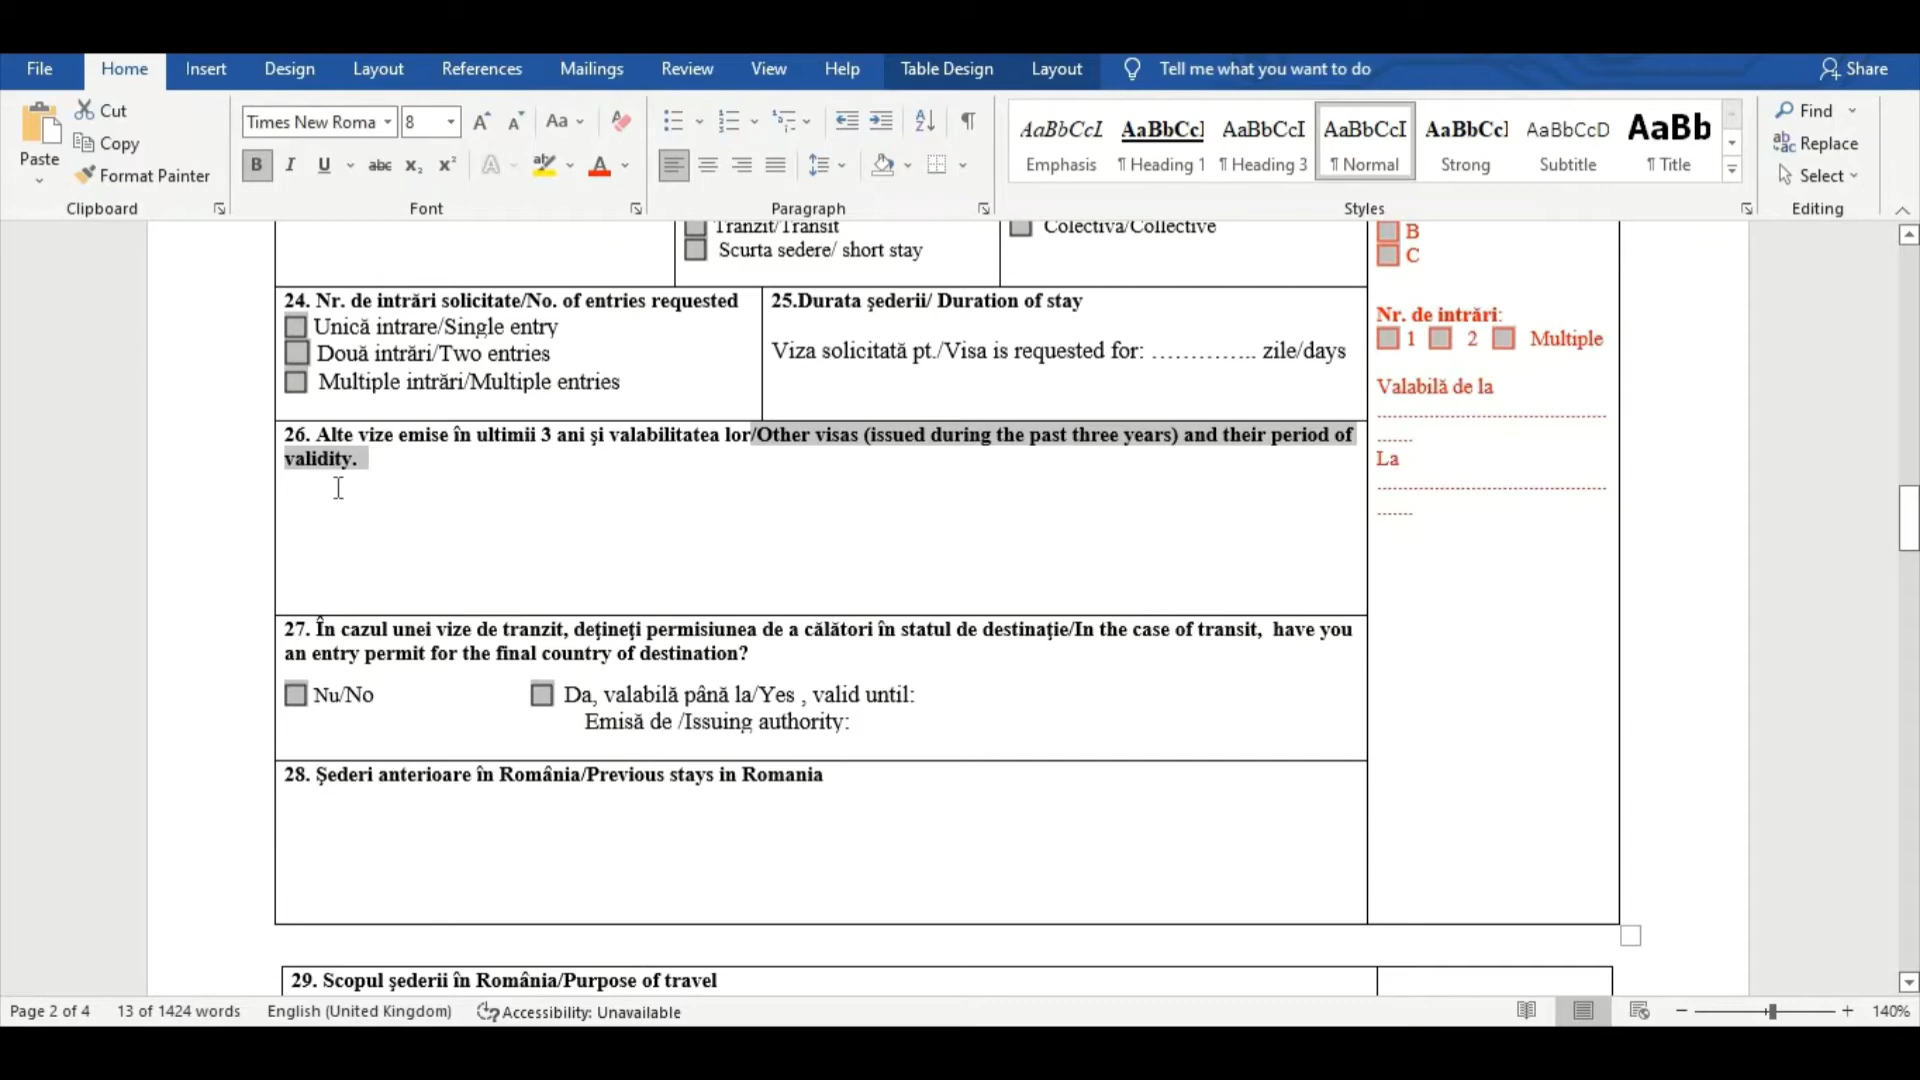 File Home Insert Design Layout References Mailings Review View Help Table Design Layout Tell me what you want to do Share
Paste
Cut
Copy
Format Painter
Clipboard
Times New Roma 8
Aa
B I U abc x₂ x² A ab A
Font
Paragraph
AaBbCcI AaBbCcI AaBbCcI AaBbCcI AaBbCcI AaBbCcD AaBb
Emphasis ¶ Heading 1 ¶ Heading 3 ¶ Normal Strong Subtitle ¶ Title
Styles
Find
Replace
Select
Editing
Tranzit/Transit
Scurta sedere/ short stay
Colectiva/Collective
B
C
24. Nr. de intrări solicitate/No. of entries requested
Unică intrare/Single entry
Două intrări/Two entries
Multiple intrări/Multiple entries
25.Durata şederii/ Duration of stay
Viza solicitată pt./Visa is requested for: ………….. zile/days
Nr. de intrări:
1 2 Multiple
Valabilă de la
La
26. Alte vize emise în ultimii 3 ani şi valabilitatea lor/Other visas (issued during the past three years) and their period of
validity.
27. În cazul unei vize de tranzit, deţineţi permisiunea de a călători în statul de destinaţie/In the case of transit, have you
an entry permit for the final country of destination?
Nu/No Da, valabilă până la/Yes , valid until:
Emisă de /Issuing authority:
28. Şederi anterioare în România/Previous stays in Romania
29. Scopul şederii în România/Purpose of travel
Page 2 of 4 13 of 1424 words English (United Kingdom) Accessibility: Unavailable 140%